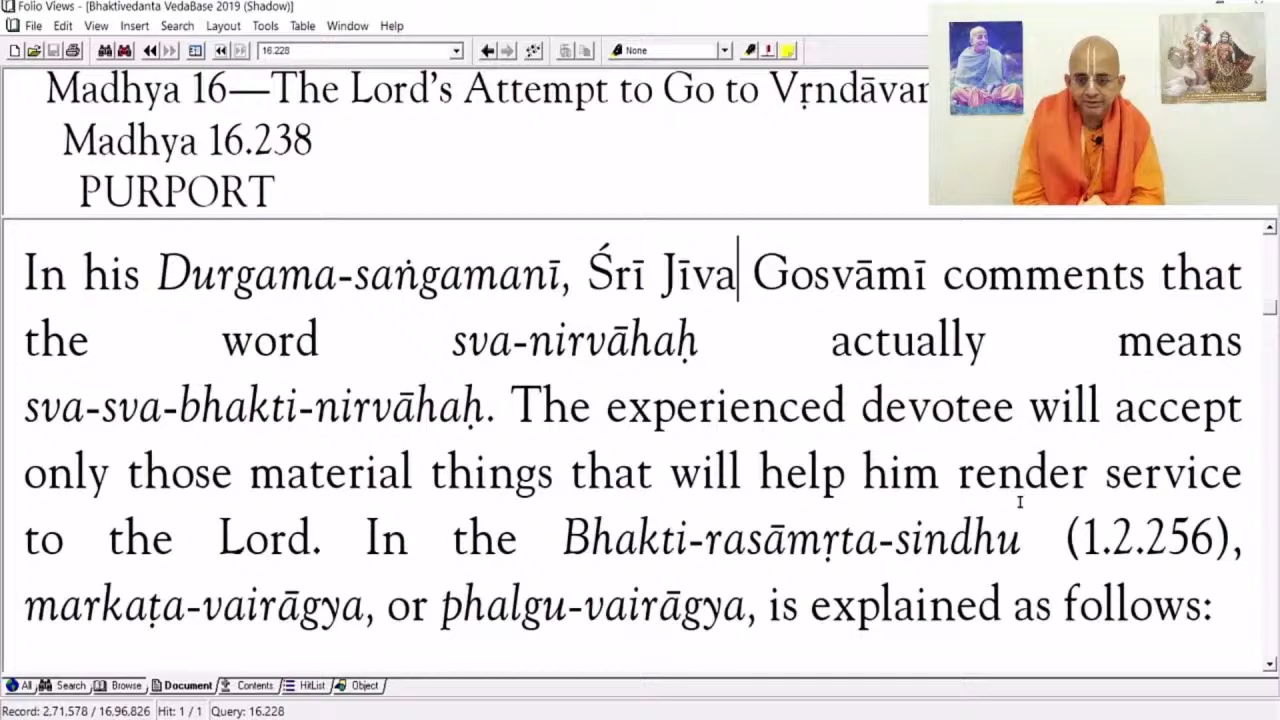 Folio Views - [Bhaktivedanta VedaBase 2019 (Shadow)]
File Edit View Insert Search Layout Tools Table Window Help
16.228 None
Madhya 16—The Lord's Attempt to Go to Vṛndāvan
Madhya 16.238
PURPORT
In his Durgama-saṅgamanī, Śrī Jīva Gosvāmī comments that
the word sva-nirvāhaḥ actually means
sva-sva-bhakti-nirvāhaḥ. The experienced devotee will accept
only those material things that will help him render service
to the Lord. In the Bhakti-rasāmṛta-sindhu (1.2.256),
markaṭa-vairāgya, or phalgu-vairāgya, is explained as follows:
All Search Browse Document Contents HitList Object
Record: 2,71,578 / 16,96,826 Hit: 1 / 1 Query: 16.228